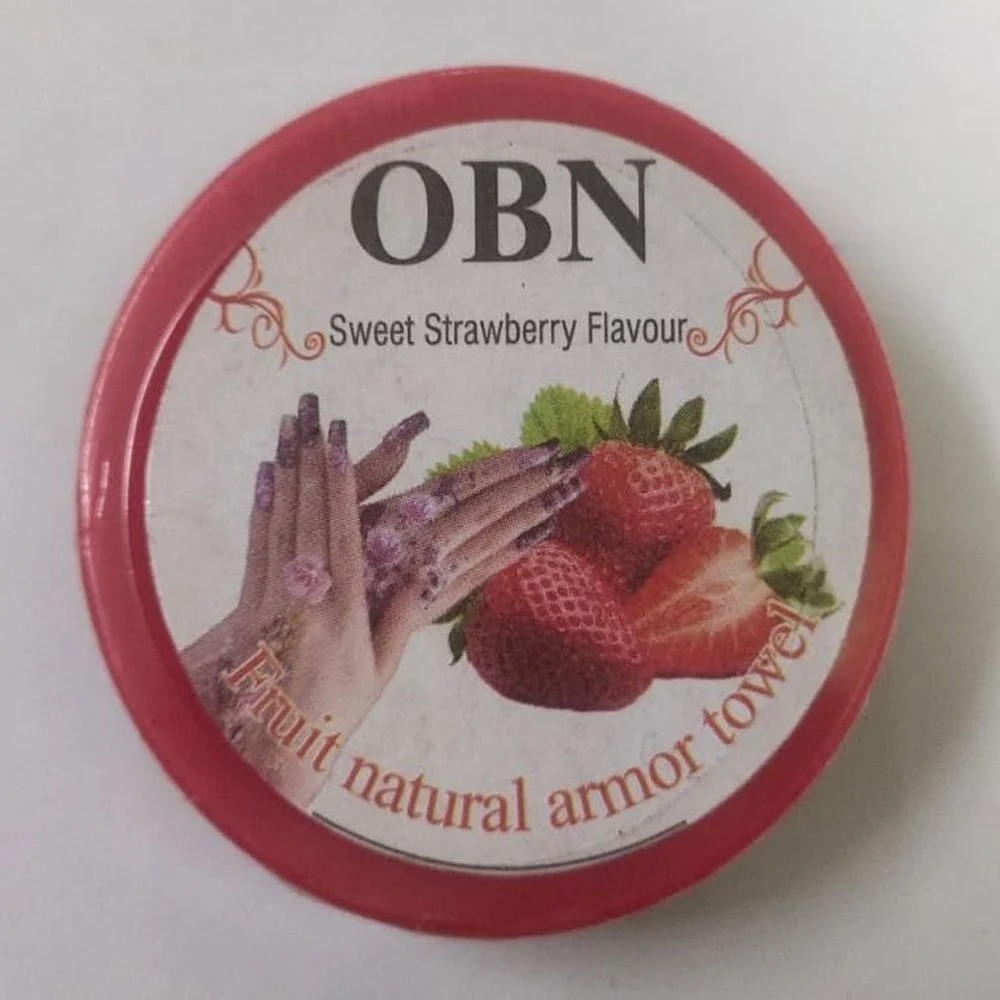 OBN
Sweet Strawberry Flavour
Fruit natural armor towel